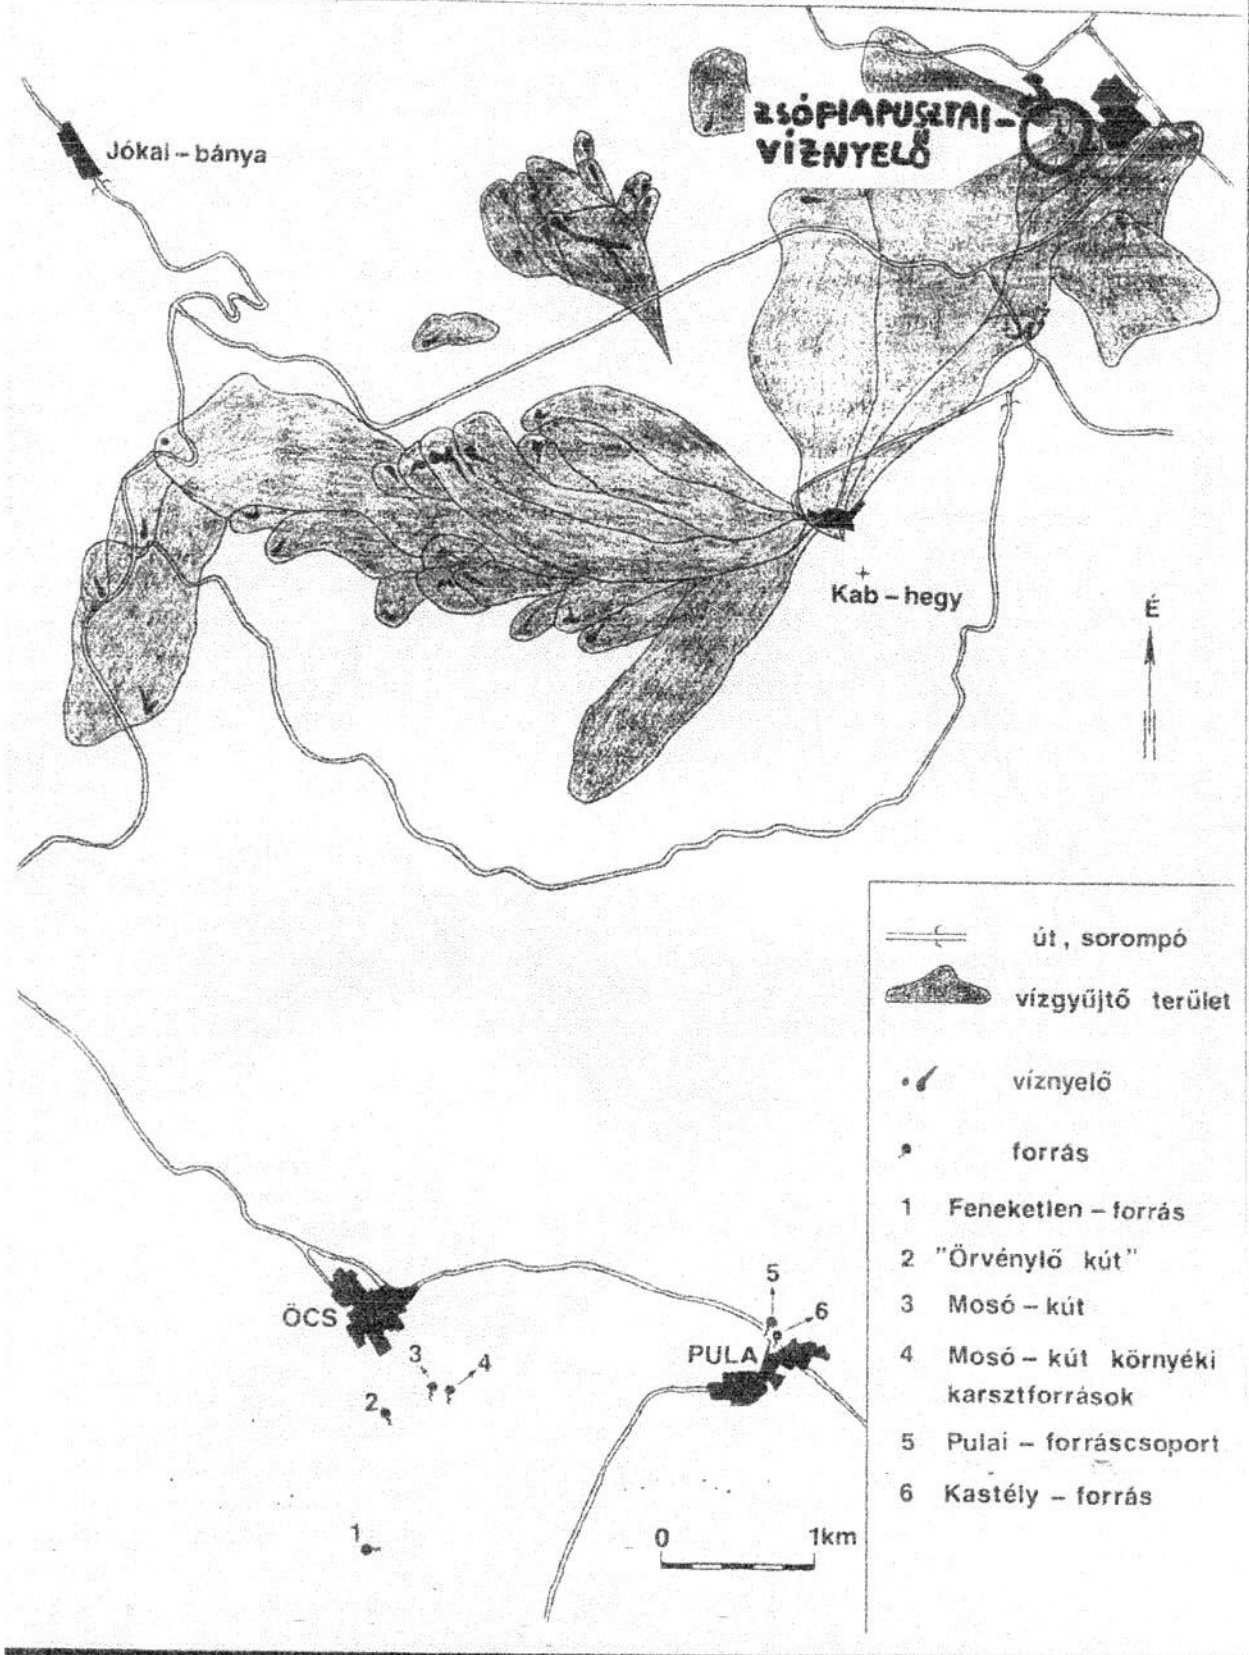 ZSÓFIAPUSZTAI-
VÍZNYELŐ
Jókai - bánya
Kab - hegy
É
út, sorompó
vízgyűjtő terület
víznyelő
forrás
1 Feneketlen - forrás
2 "Örvénylő kút"
3 Mosó - kút
4 Mosó - kút környéki
karsztforrások
5 Pulai - forráscsoport
6 Kastély - forrás
ÖCS
PULA
5
6
3
4
2
1
0 1km